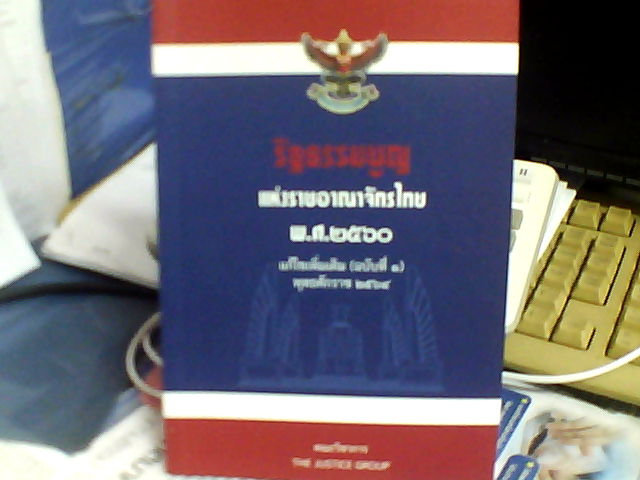 รัฐธรรมนูญ
แห่งราชอาณาจักรไทย
พ.ศ.๒๕๖๐
แก้ไขเพิ่มเติม (ฉบับที่ ๑)
พุทธศักราช ๒๕๖๔
คณะวิชาการ
THE JUSTICE GROUP